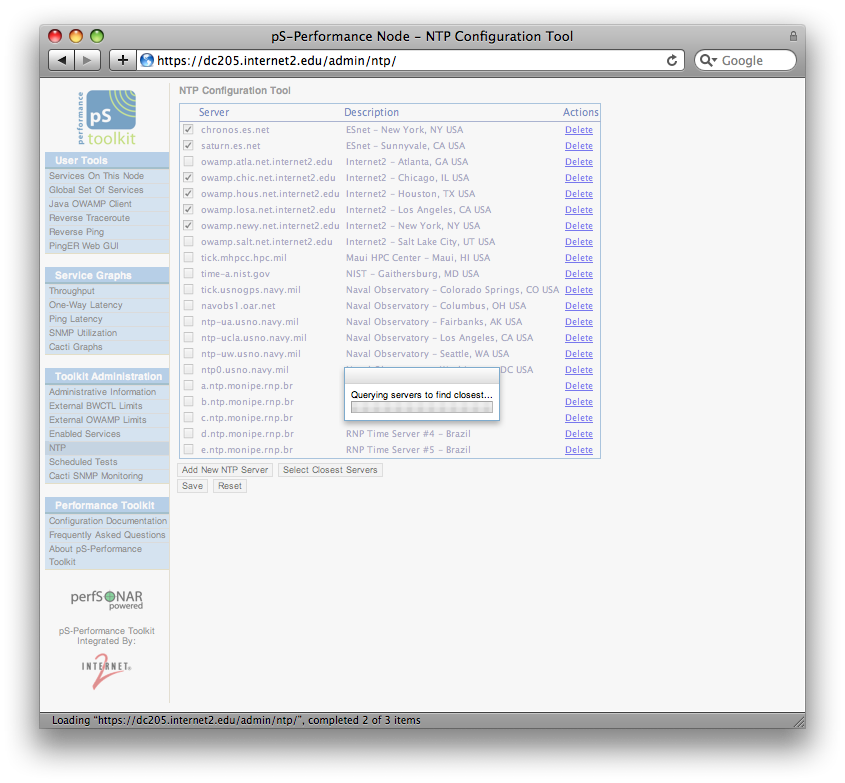 pS-Performance Node – NTP Configuration Tool
https://dc205.internet2.edu/admin/ntp/
Google
performance
pS
toolkit
User Tools
Services On This Node
Global Set Of Services
Java OWAMP Client
Reverse Traceroute
Reverse Ping
PingER Web GUI
Service Graphs
Throughput
One-Way Latency
Ping Latency
SNMP Utilization
Cacti Graphs
Toolkit Administration
Administrative Information
External BWCTL Limits
External OWAMP Limits
Enabled Services
NTP
Scheduled Tests
Cacti SNMP Monitoring
Performance Toolkit
Configuration Documentation
Frequently Asked Questions
About pS-Performance
Toolkit
perfSONAR
powered
pS-Performance Toolkit
Integrated By:
INTERNET
2
NTP Configuration Tool
Server Description Actions
chronos.es.net ESnet – New York, NY USA Delete
saturn.es.net ESnet – Sunnyvale, CA USA Delete
owamp.atla.net.internet2.edu Internet2 – Atlanta, GA USA Delete
owamp.chic.net.internet2.edu Internet2 – Chicago, IL USA Delete
owamp.hous.net.internet2.edu Internet2 – Houston, TX USA Delete
owamp.losa.net.internet2.edu Internet2 – Los Angeles, CA USA Delete
owamp.newy.net.internet2.edu Internet2 – New York, NY USA Delete
owamp.salt.net.internet2.edu Internet2 – Salt Lake City, UT USA Delete
tick.mhpcc.hpc.mil Maui HPC Center – Maui, HI USA Delete
time-a.nist.gov NIST – Gaithersburg, MD USA Delete
tick.usnogps.navy.mil Naval Observatory – Colorado Springs, CO USA Delete
navobs1.oar.net Naval Observatory – Columbus, OH USA Delete
ntp-ua.usno.navy.mil Naval Observatory – Fairbanks, AK USA Delete
ntp-ucla.usno.navy.mil Naval Observatory – Los Angeles, CA USA Delete
ntp-uw.usno.navy.mil Naval Observatory – Seattle, WA USA Delete
ntp0.usno.navy.mil DC USA Delete
a.ntp.monipe.rnp.br Delete
b.ntp.monipe.rnp.br Delete
c.ntp.monipe.rnp.br Delete
d.ntp.monipe.rnp.br RNP Time Server #4 – Brazil Delete
e.ntp.monipe.rnp.br RNP Time Server #5 – Brazil Delete
Querying servers to find closest...
Add New NTP Server Select Closest Servers
Save Reset
Loading “https://dc205.internet2.edu/admin/ntp/”, completed 2 of 3 items